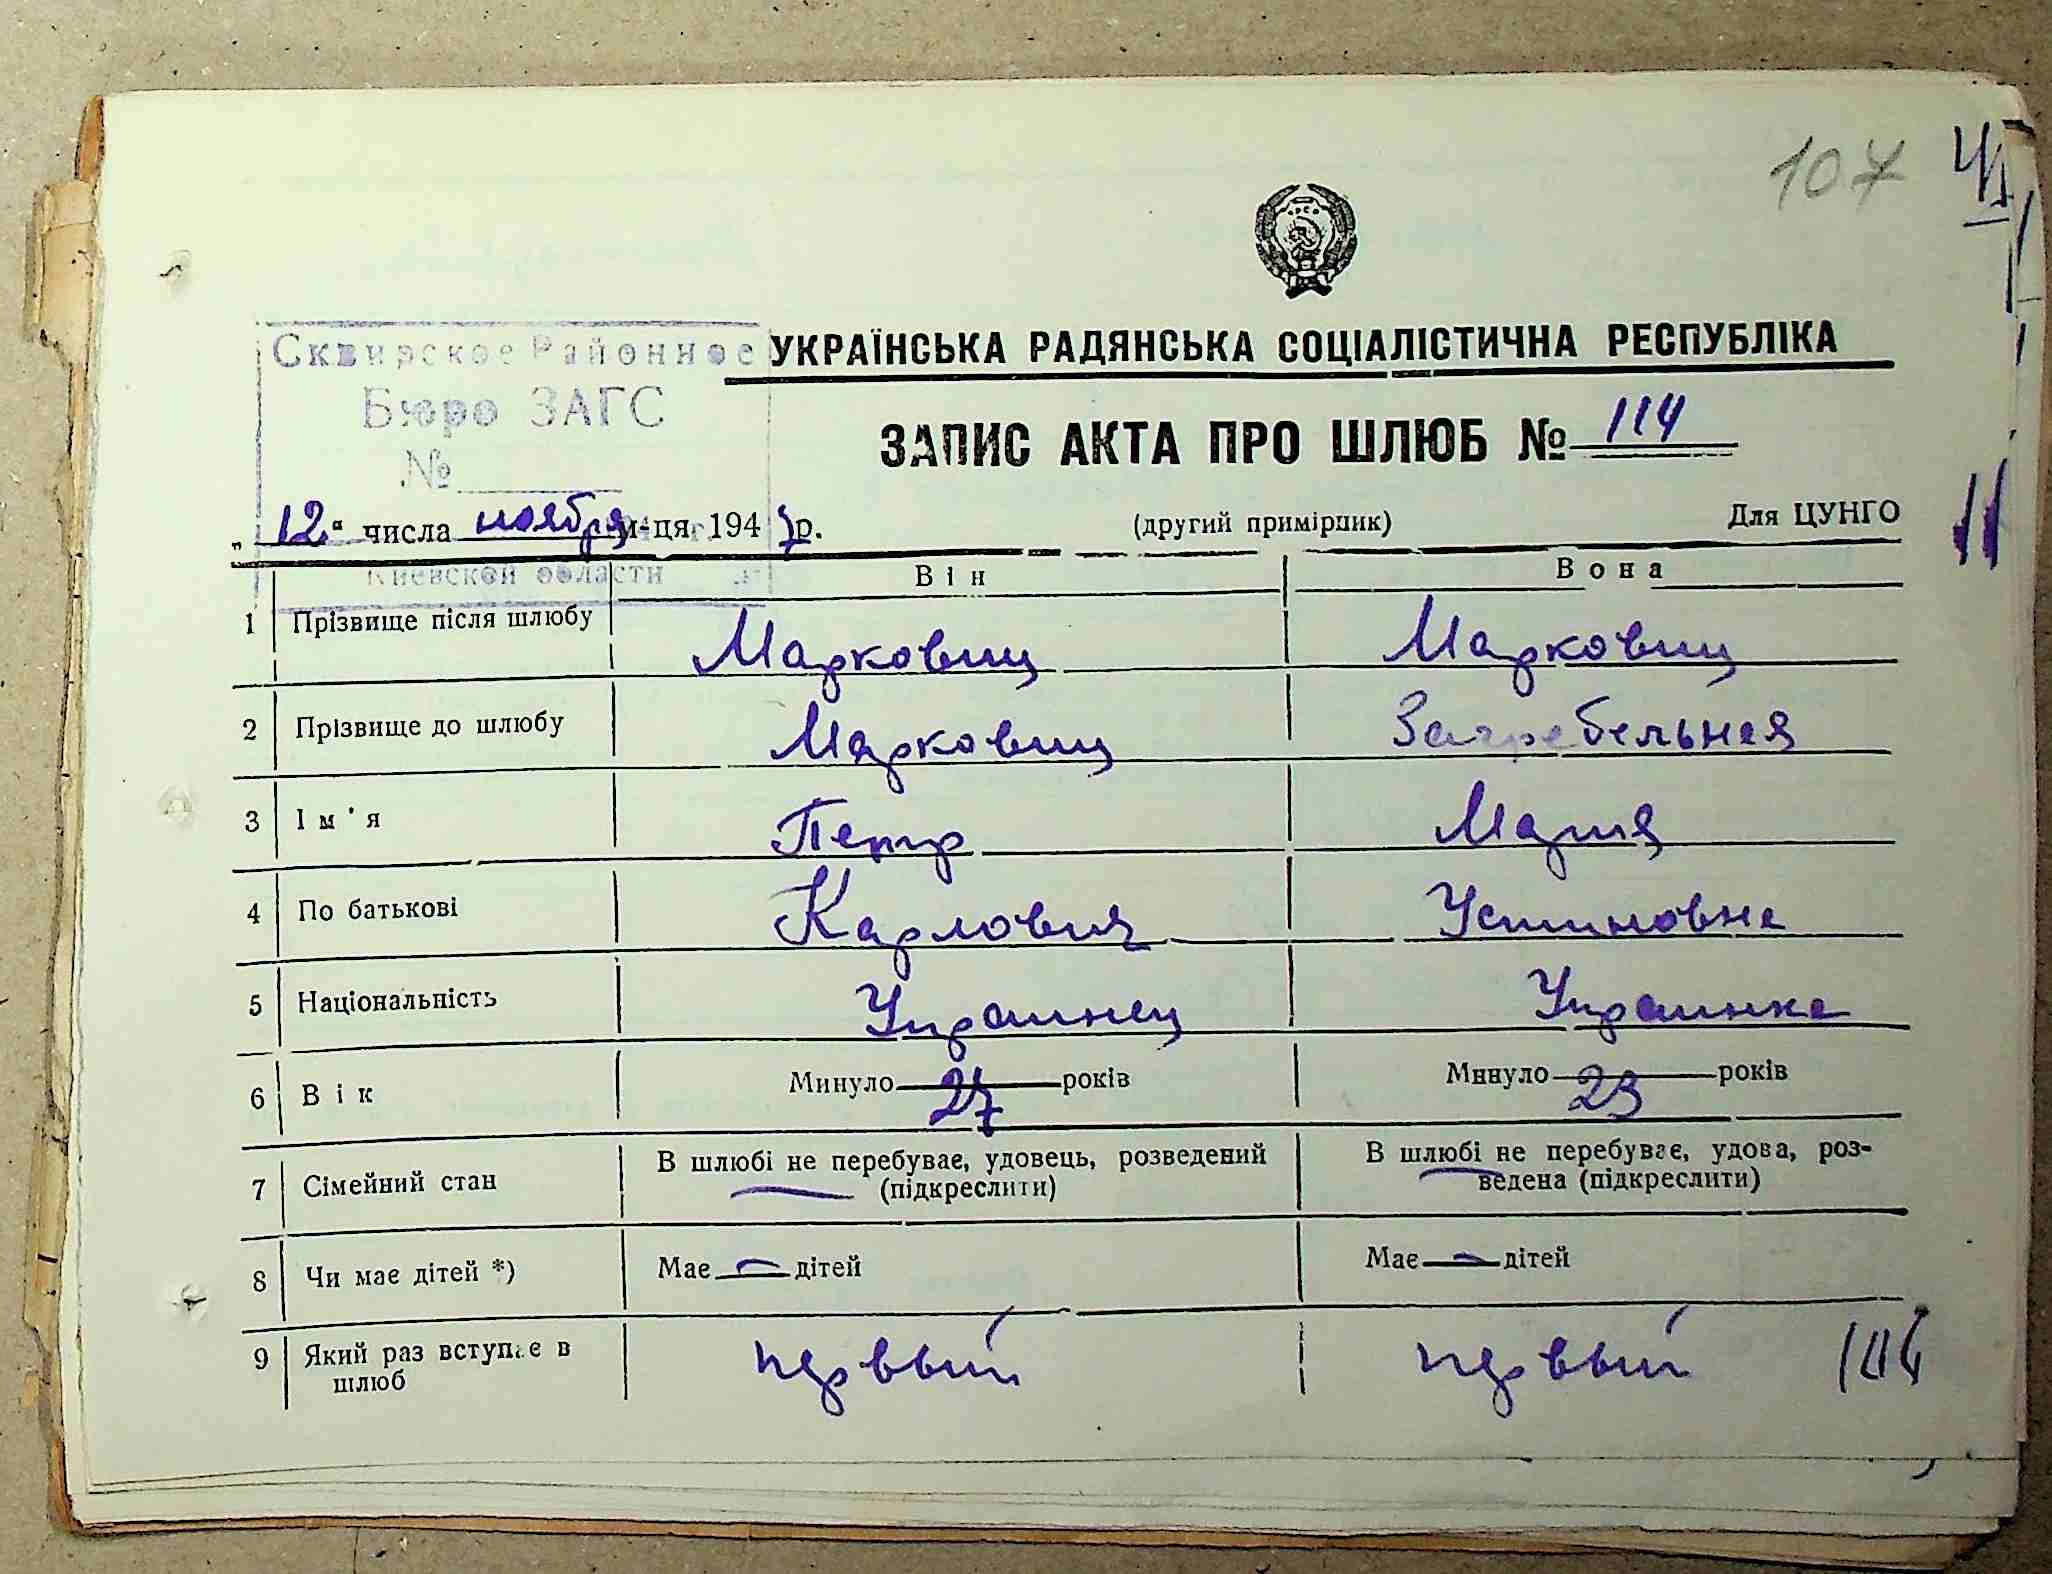 107
Сквирское Районное
Бюро ЗАГС
№
Киевской области
УКРАЇНСЬКА РАДЯНСЬКА СОЦІАЛІСТИЧНА РЕСПУБЛІКА
ЗАПИС АКТА ПРО ШЛЮБ № 114
„12“ числа ноября м-ця 1947 р. (другий примірник) Для ЦУНГО
11
Він Вона
1 Прізвище після шлюбу Маркович Маркович
2 Прізвище до шлюбу Маркович Загребельная
3 Ім'я Петр Мария
4 По батькові Карлович Устиновна
5 Національність Украинец Украинка
6 Вік Минуло 27 років Минуло 23 років
7 Сімейний стан В шлюбі не перебуває, удовець, розведений В шлюбі не перебуває, удова, роз-
(підкреслити) ведена (підкреслити)
8 Чи має дітей *) Має — дітей Має — дітей
9 Який раз вступає в первый первый
шлюб